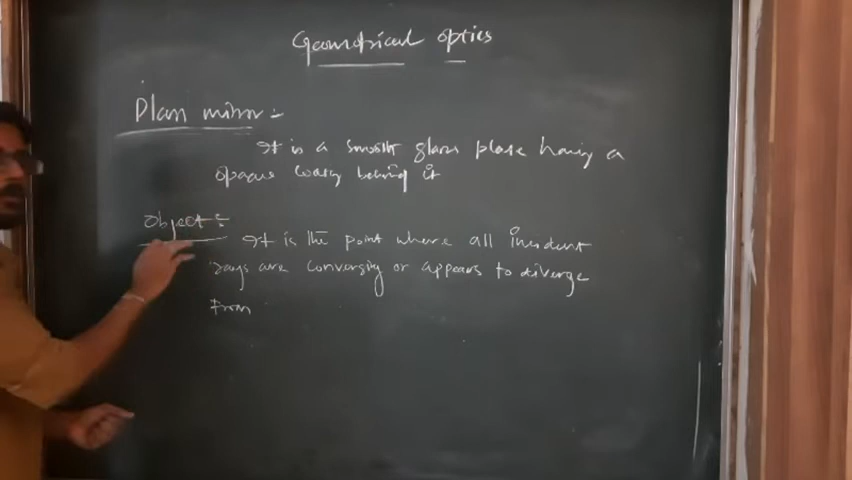 Geometrical optics
Plan mirror :-
It is a smooth glass plate having a
opaque coating behind it
Object :-
It is the point where all incident
rays are converging or appears to diverge
from